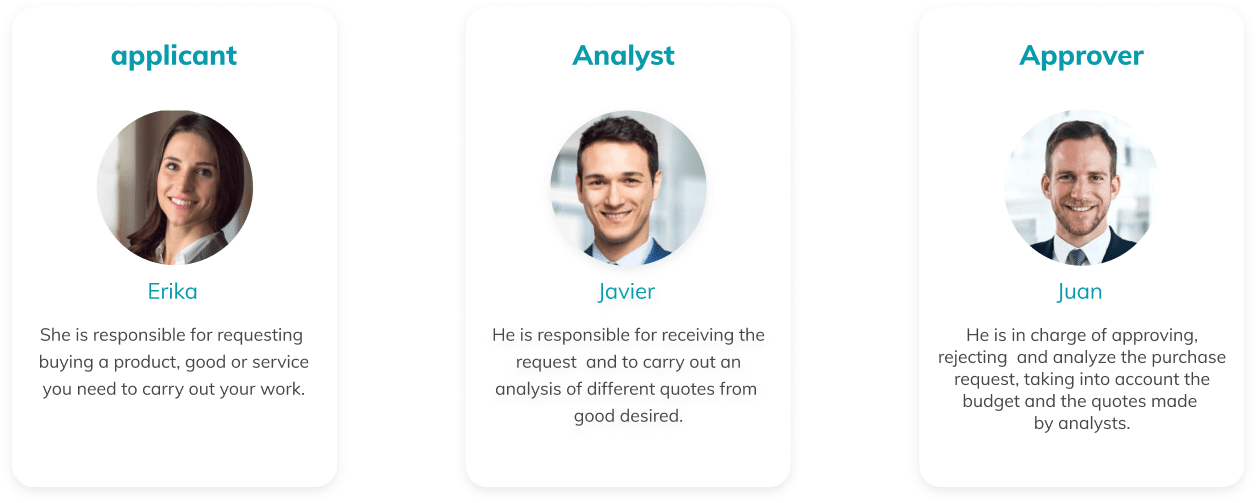 applicant
Erika
She is responsible for requesting
buying a product, good or service
you need to carry out your work.
Analyst
Javier
He is responsible for receiving the
request  and to carry out an
analysis of different quotes from
good desired.
Approver
Juan
He is in charge of approving,
rejecting  and analyze the purchase
request, taking into account the
budget and the quotes made
by analysts.